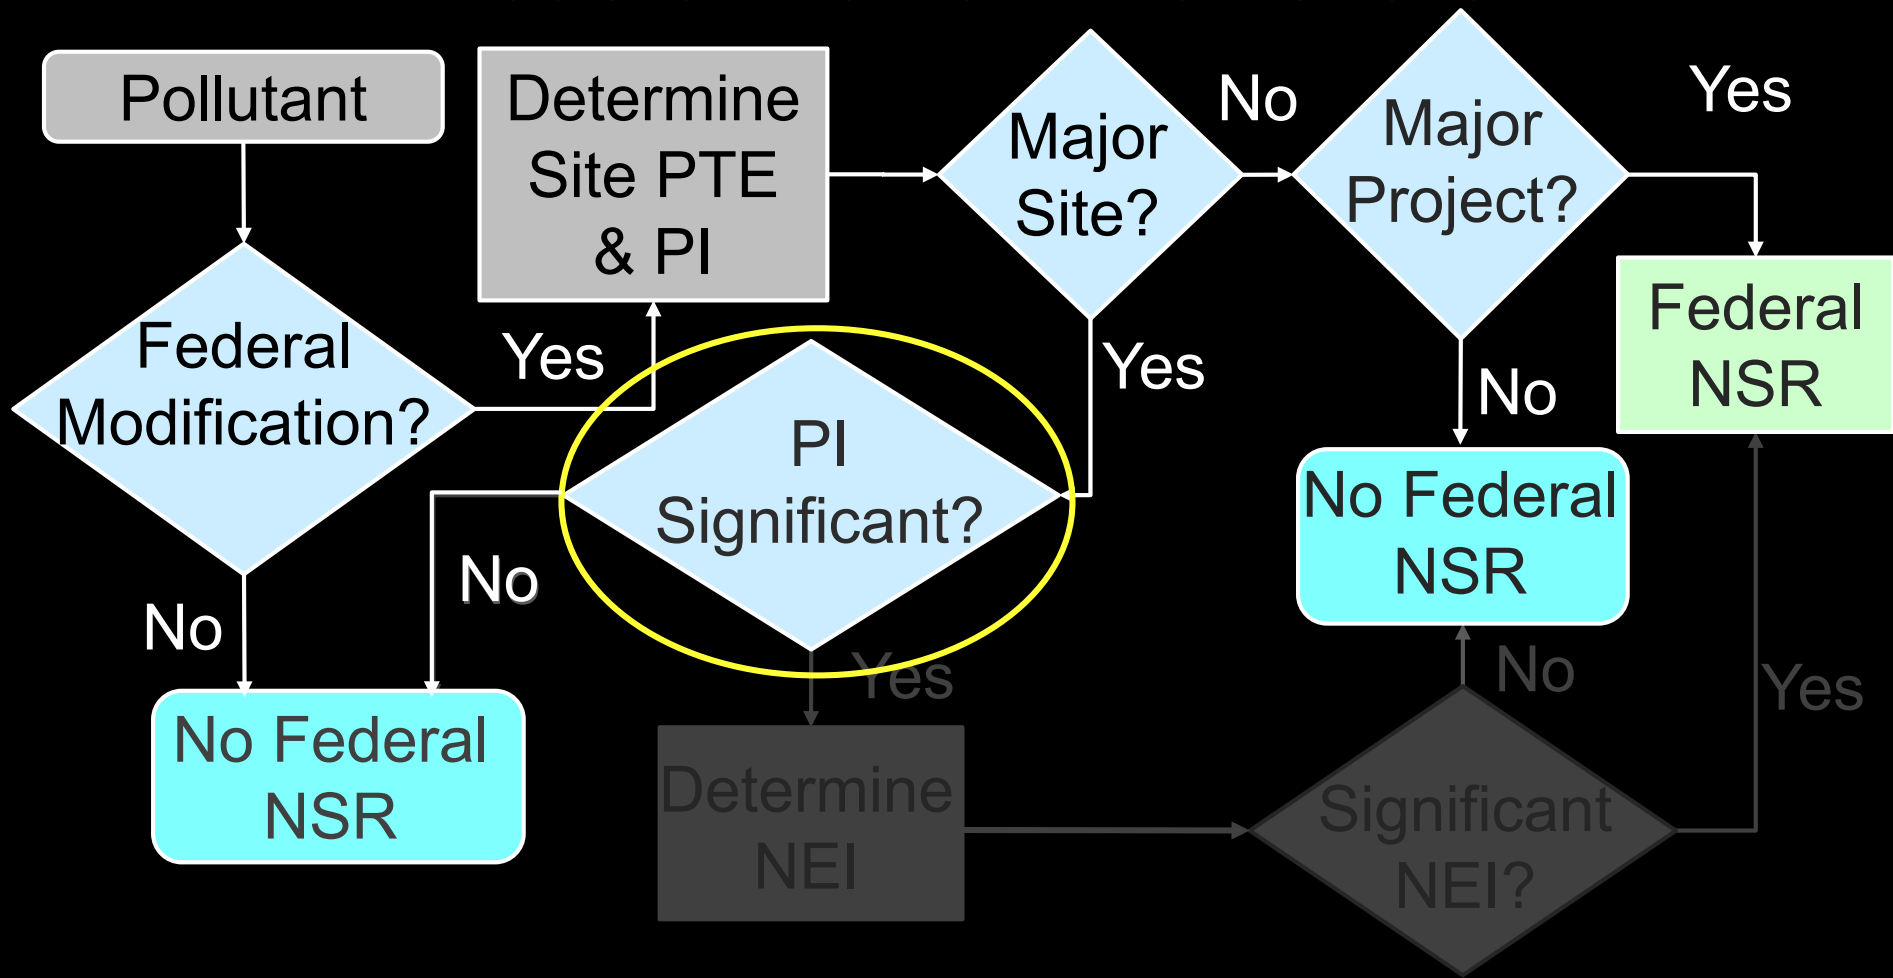 Pollutant
Determine
Site PTE
& PI
Major
Site?
No
Major
Project?
Yes
Federal
Modification?
Yes
PI
Significant?
Yes
No
Federal
NSR
No Federal
NSR
No
No
No Federal
NSR
Yes
Determine
NEI
Significant
NEI?
No
Yes